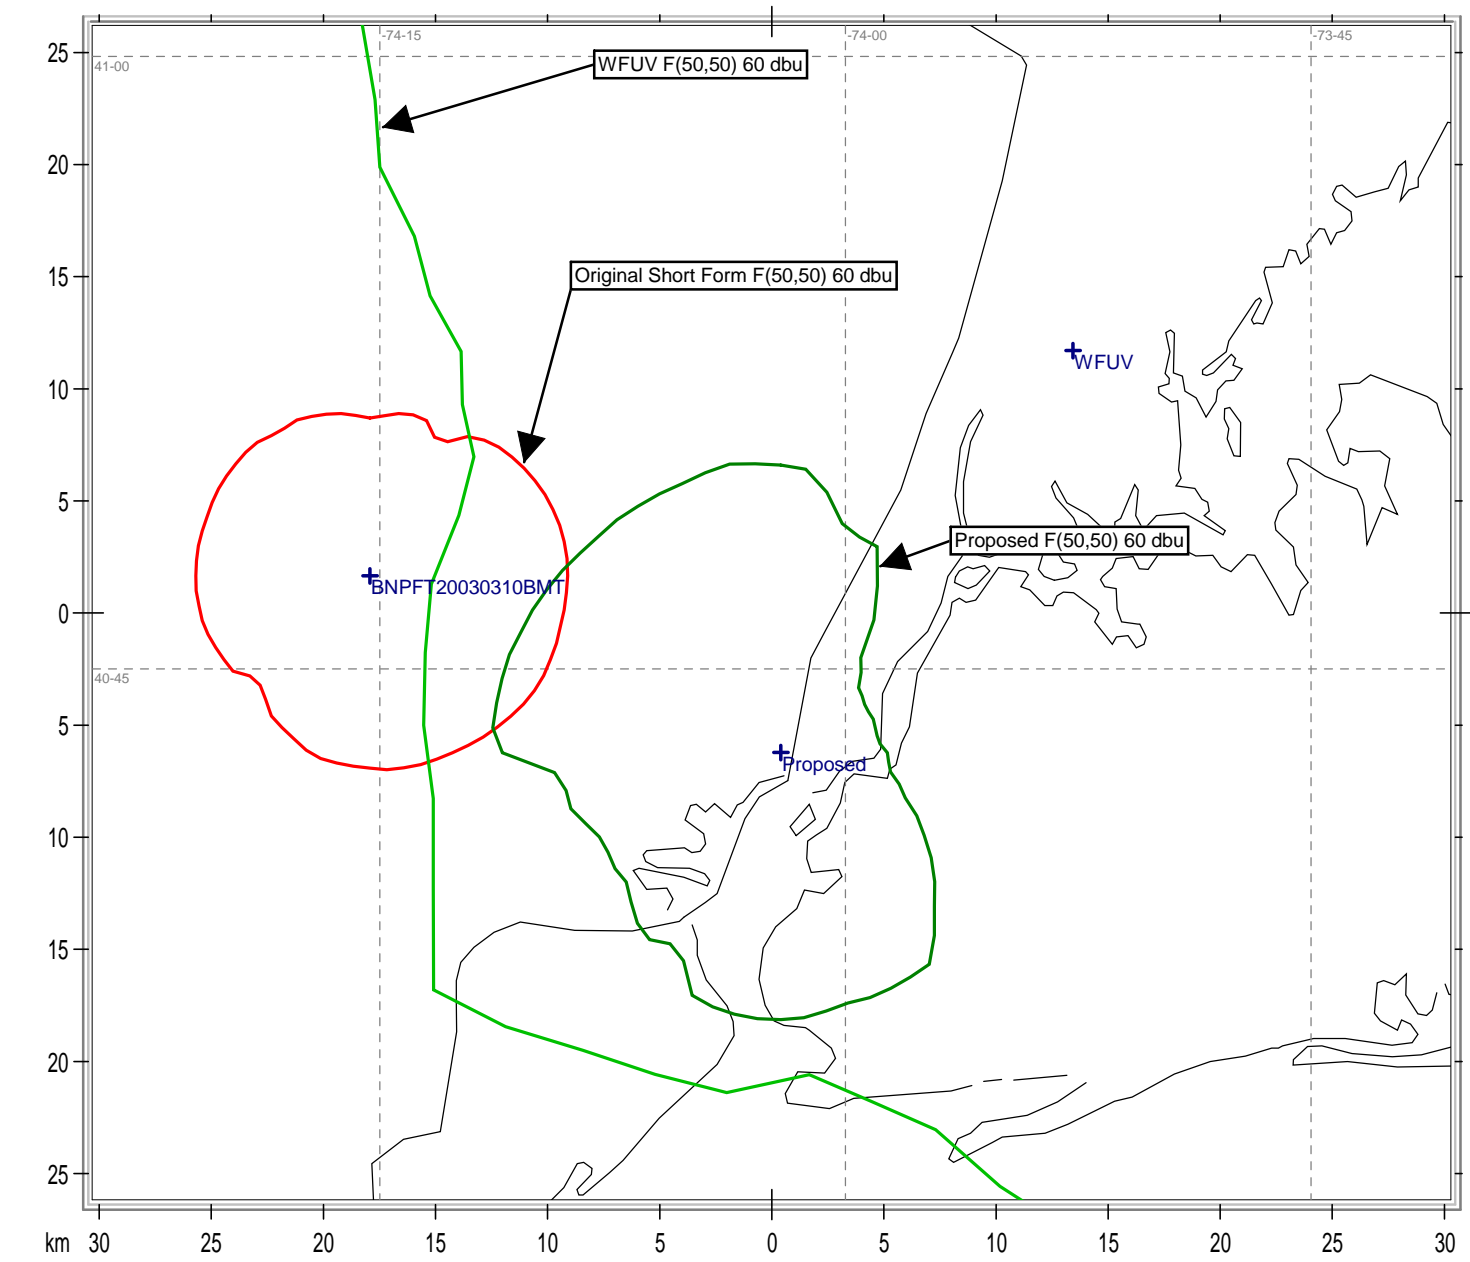 -74-15
-74-00
-73-45
25
41-00
WFUV F(50,50) 60 dbu
20
15
Original Short Form F(50,50) 60 dbu
10
WFUV
5
Proposed F(50,50) 60 dbu
BNPFT20030310BMT
0
40-45
5
Proposed
10
15
20
25
km 30 25 20 15 10 5 0 5 10 15 20 25 30